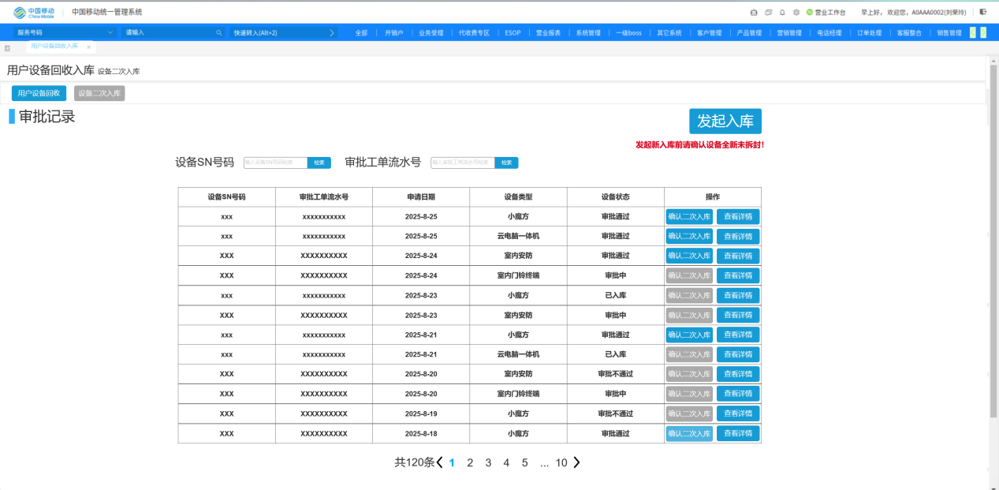 中国移动 China Mobile 中国移动统一管理系统 营业工作台 早上好, 欢迎您, A0AAA0002(刘荣玲)
服务号码 请输入 快速转入(Alt+2) 全部 开销户 业务受理 代收费专区 ESOP 营业报表 系统管理 一级boss 其它系统 客户管理 产品管理 营销管理 电话经理 订单处理 客服整合 销售管理
用户设备回收入库 ×
用户设备回收入库 设备二次入库
用户设备回收 设备二次入库
审批记录 发起入库
发起新入库前请确认设备全新未拆封!
设备SN号码 输入设备SN号码检索 检索 审批工单流水号 输入审批工单流水号检索 检索
设备SN号码 审批工单流水号 申请日期 设备类型 设备状态 操作
xxx xxxxxxxxxxx 2025-8-25 小魔方 审批通过 确认二次入库 查看详情
xxx xxxxxxxxxxx 2025-8-25 云电脑一体机 审批通过 确认二次入库 查看详情
XXX XXXXXXXXXX 2025-8-24 室内安防 审批通过 确认二次入库 查看详情
XXX XXXXXXXXXX 2025-8-24 室内门铃终端 审批中 确认二次入库 查看详情
xxx xxxxxxxxxxx 2025-8-23 小魔方 已入库 确认二次入库 查看详情
XXX XXXXXXXXXX 2025-8-23 室内安防 审批中 确认二次入库 查看详情
xxx xxxxxxxxxxx 2025-8-21 小魔方 审批通过 确认二次入库 查看详情
xxx xxxxxxxxxxx 2025-8-21 云电脑一体机 已入库 确认二次入库 查看详情
XXX XXXXXXXXXX 2025-8-20 室内安防 审批不通过 确认二次入库 查看详情
XXX XXXXXXXXXX 2025-8-20 室内门铃终端 审批中 确认二次入库 查看详情
XXX XXXXXXXXXX 2025-8-19 小魔方 审批不通过 确认二次入库 查看详情
XXX XXXXXXXXXX 2025-8-18 小魔方 审批通过 确认二次入库 查看详情
共120条 1 2 3 4 5 ... 10